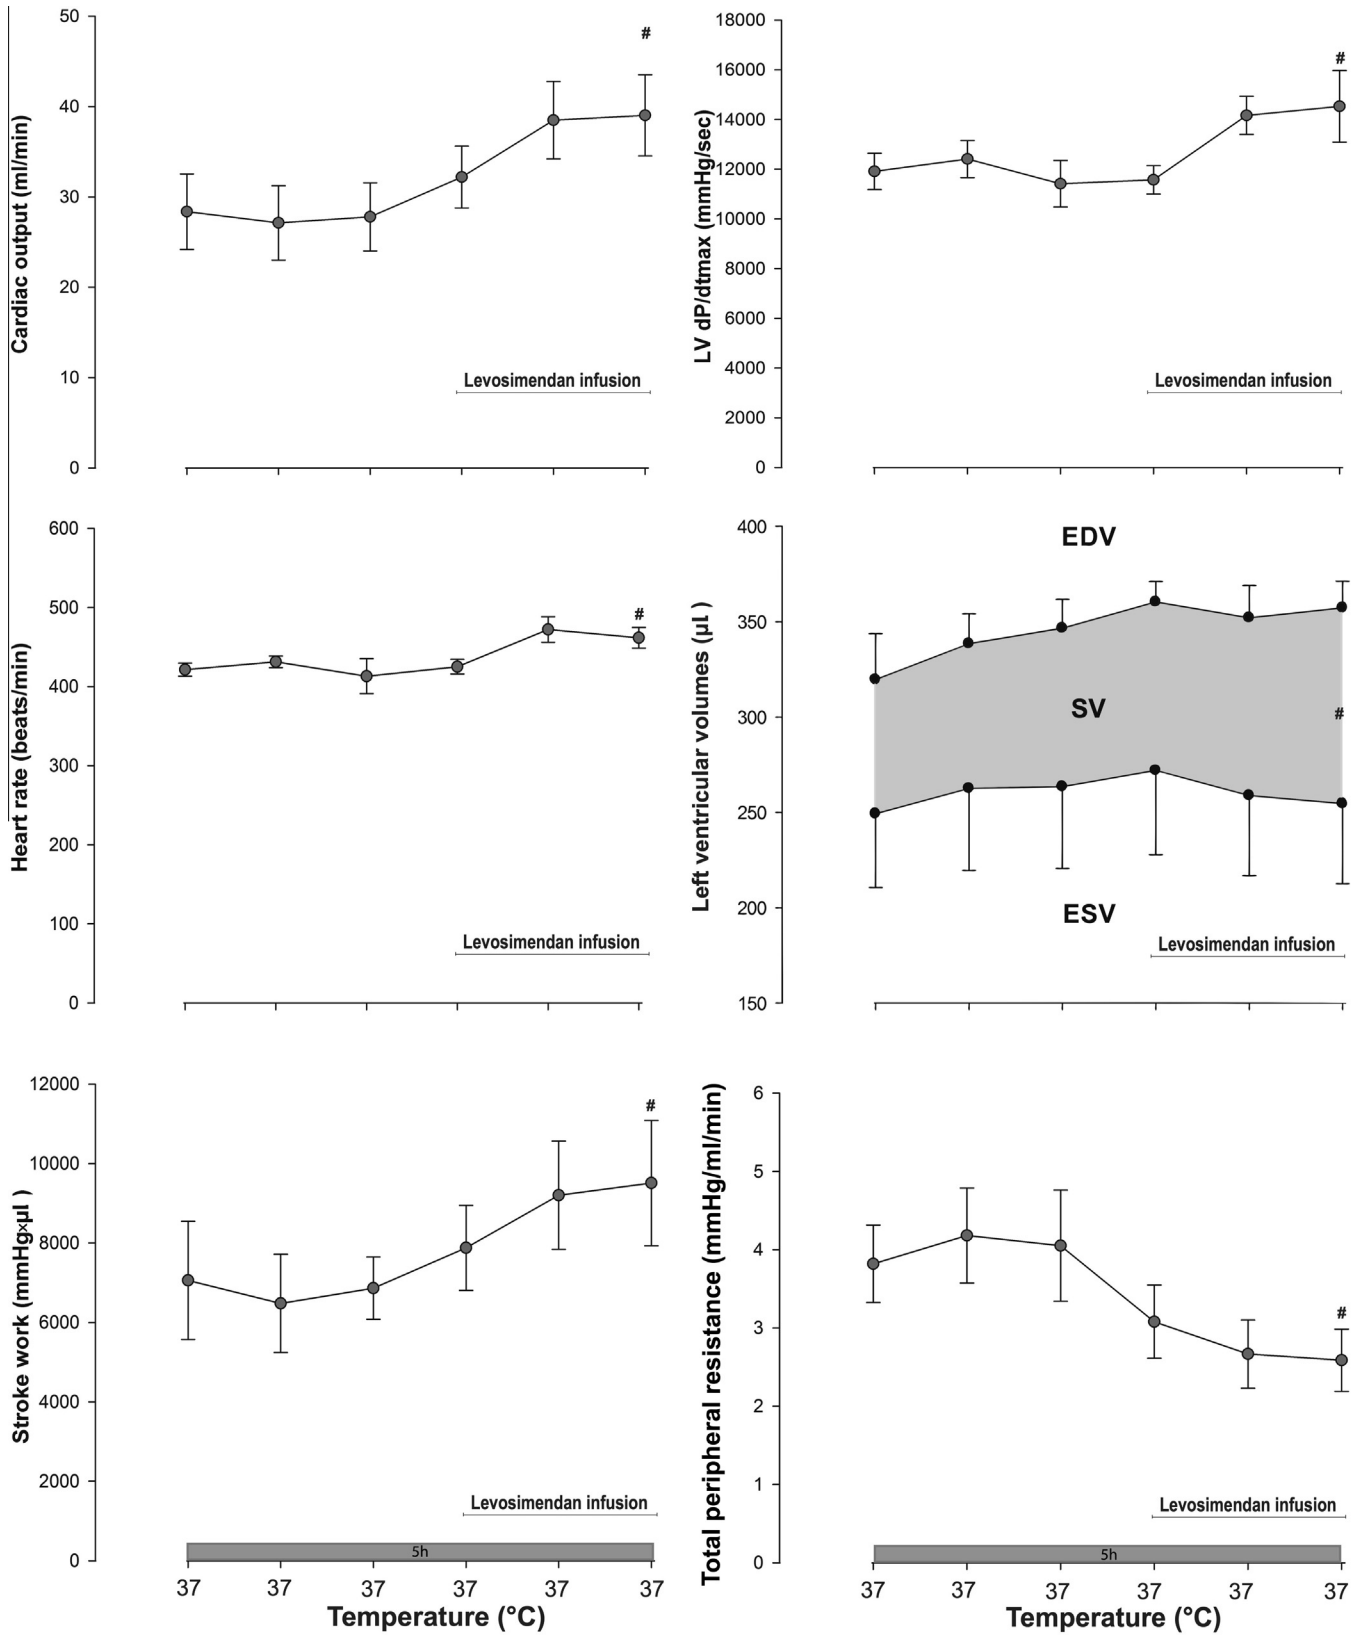 Cardiac output (ml/min)
50
40
30
20
10
0
#
Levosimendan infusion
LV dP/dtmax (mmHg/sec)
18000
16000
14000
12000
10000
8000
6000
4000
2000
0
#
Levosimendan infusion
Heart rate (beats/min)
600
500
400
300
200
100
0
#
Levosimendan infusion
Left ventricular volumes (µl )
400
350
300
250
200
150
EDV
SV
#
ESV
Levosimendan infusion
Stroke work (mmHg×µl )
12000
10000
8000
6000
4000
2000
0
#
Levosimendan infusion
5h
37 37 37 37 37 37
Temperature (°C)
Total peripheral resistance (mmHg/ml/min)
6
5
4
3
2
1
0
#
Levosimendan infusion
5h
37 37 37 37 37 37
Temperature (°C)